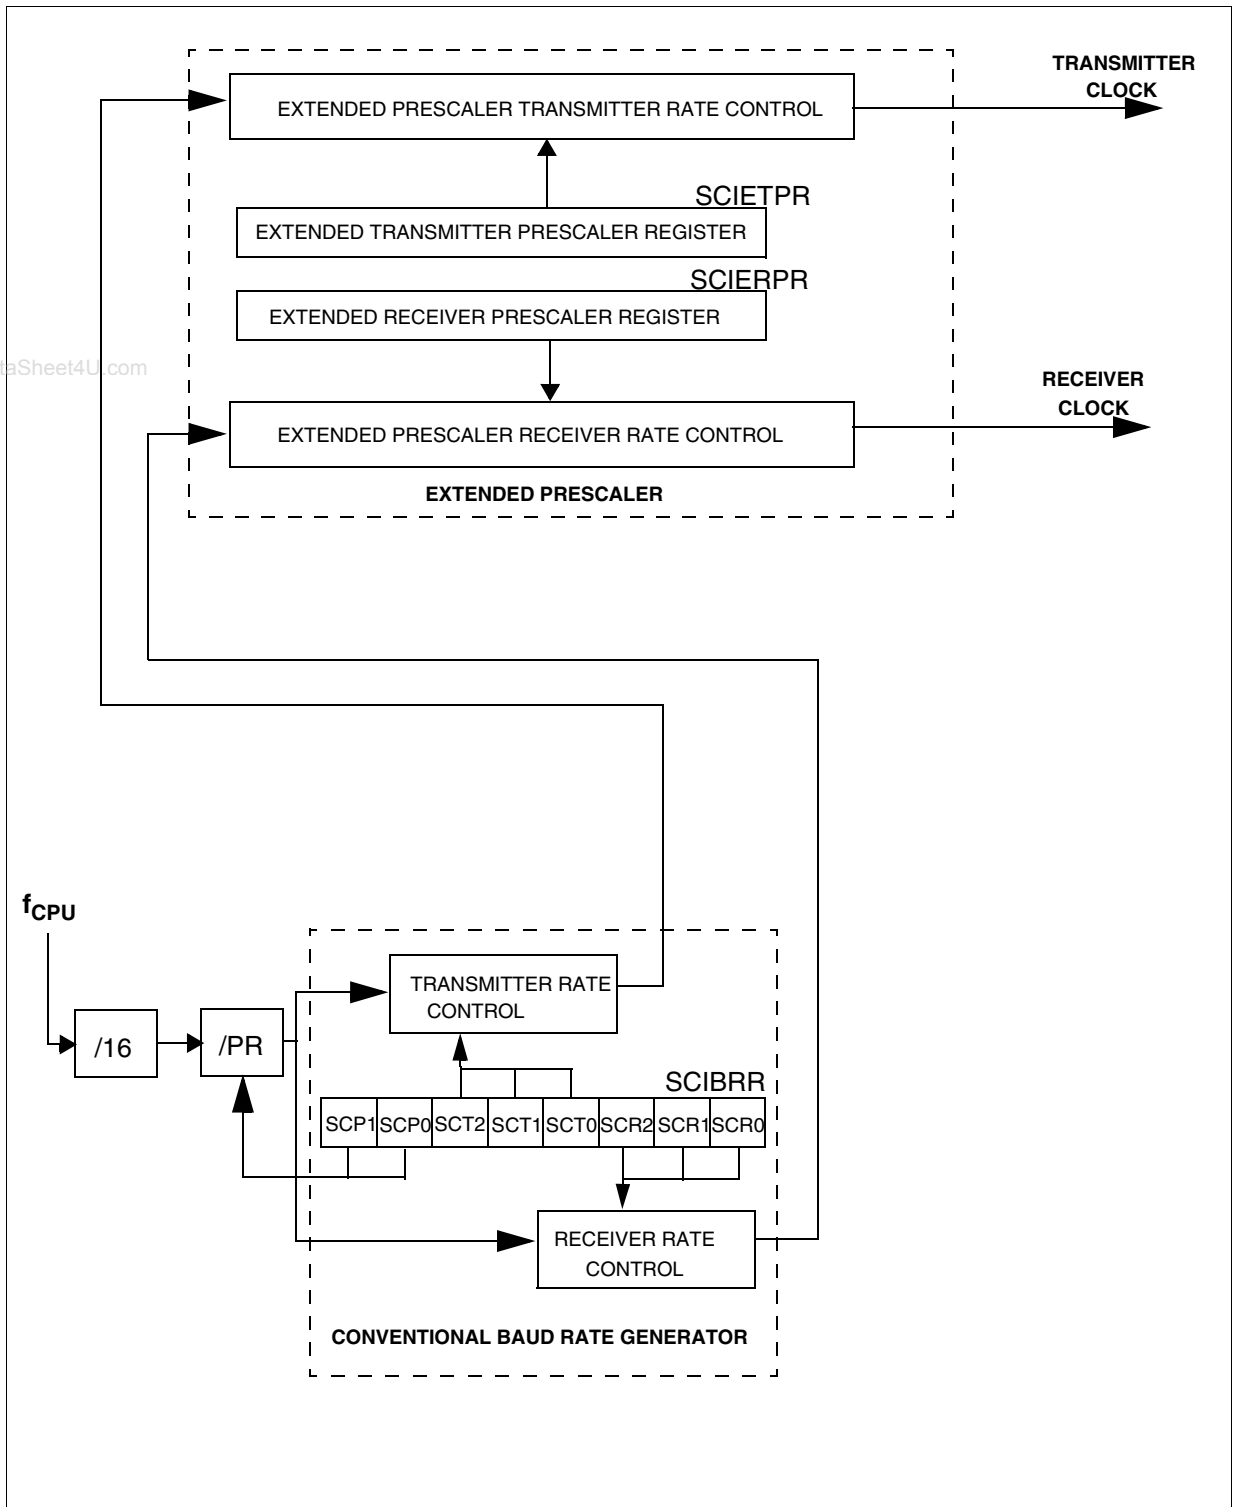 TRANSMITTER
CLOCK
EXTENDED PRESCALER TRANSMITTER RATE CONTROL
SCIETPR
EXTENDED TRANSMITTER PRESCALER REGISTER
SCIERPR
EXTENDED RECEIVER PRESCALER REGISTER
taSheet4U.com
RECEIVER
CLOCK
EXTENDED PRESCALER RECEIVER RATE CONTROL
EXTENDED PRESCALER
fCPU
TRANSMITTER RATE
CONTROL
/16
/PR
SCIBRR
SCP1 SCP0 SCT2 SCT1 SCT0 SCR2 SCR1 SCR0
RECEIVER RATE
CONTROL
CONVENTIONAL BAUD RATE GENERATOR